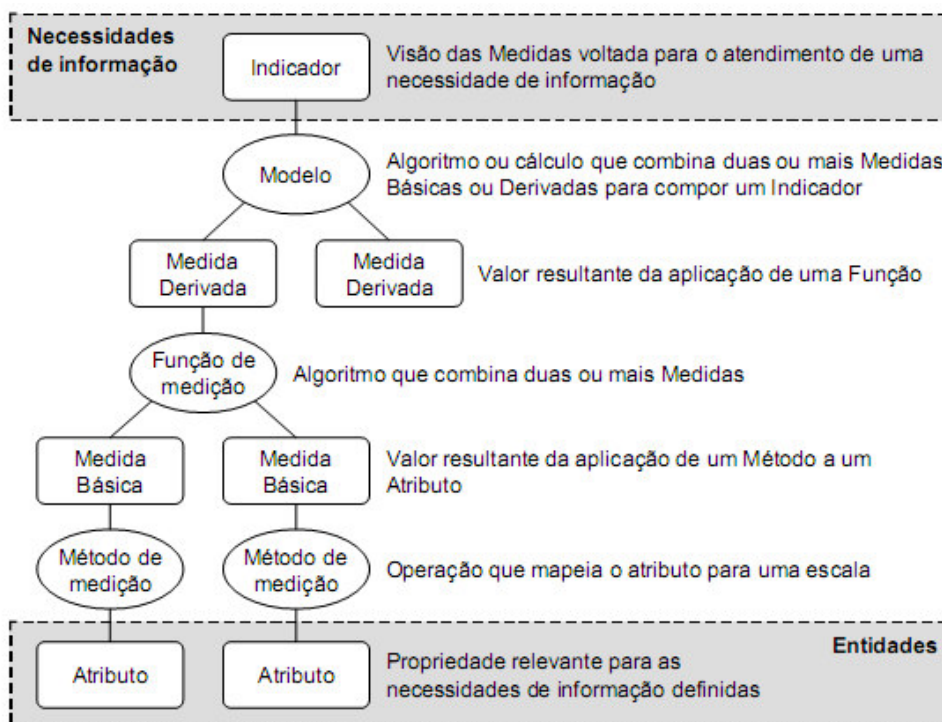 Necessidades
de informação
Indicador
Visão das Medidas voltada para o atendimento de uma
necessidade de informação
Modelo
Algoritmo ou cálculo que combina duas ou mais Medidas
Básicas ou Derivadas para compor um Indicador
Medida
Derivada
Medida
Derivada
Valor resultante da aplicação de uma Função
Função de
medição
Algoritmo que combina duas ou mais Medidas
Medida
Básica
Medida
Básica
Valor resultante da aplicação de um Método a um
Atributo
Método de
medição
Método de
medição
Operação que mapeia o atributo para uma escala
Entidades
Atributo
Atributo
Propriedade relevante para as
necessidades de informação definidas